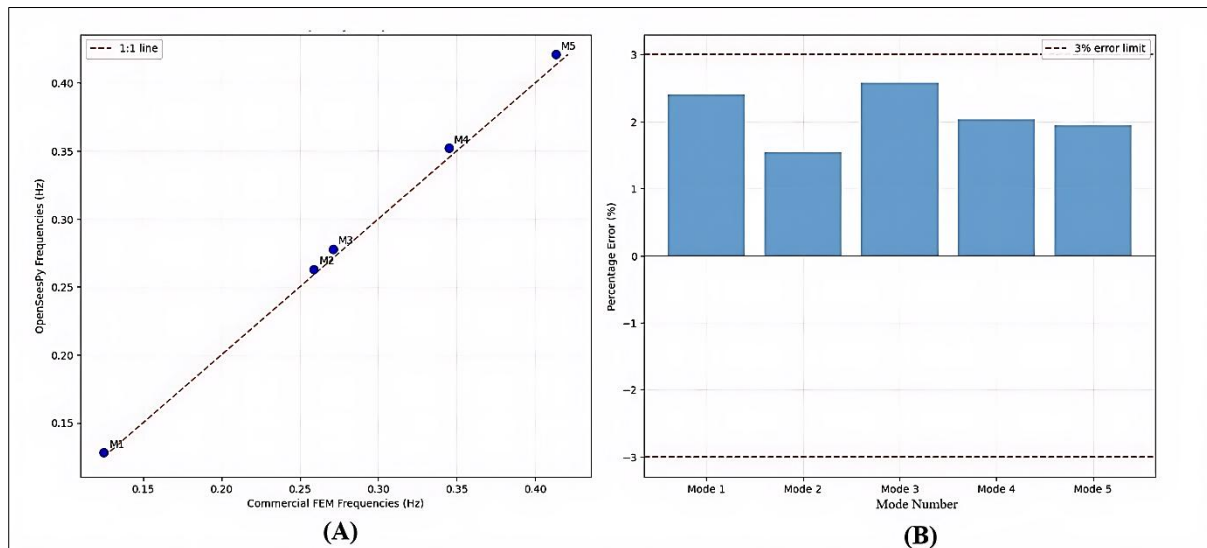 1:1 line
M5
M4
M3
M2
M1
0.40
0.35
0.30
0.25
0.20
0.15
OpenSeesPy Frequencies (Hz)
0.15
0.20
0.25
0.30
0.35
0.40
Commercial FEM Frequencies (Hz)
(A)
3% error limit
3
2
1
0
−1
−2
−3
Percentage Error (%)
Mode 1
Mode 2
Mode 3
Mode 4
Mode 5
Mode Number
(B)